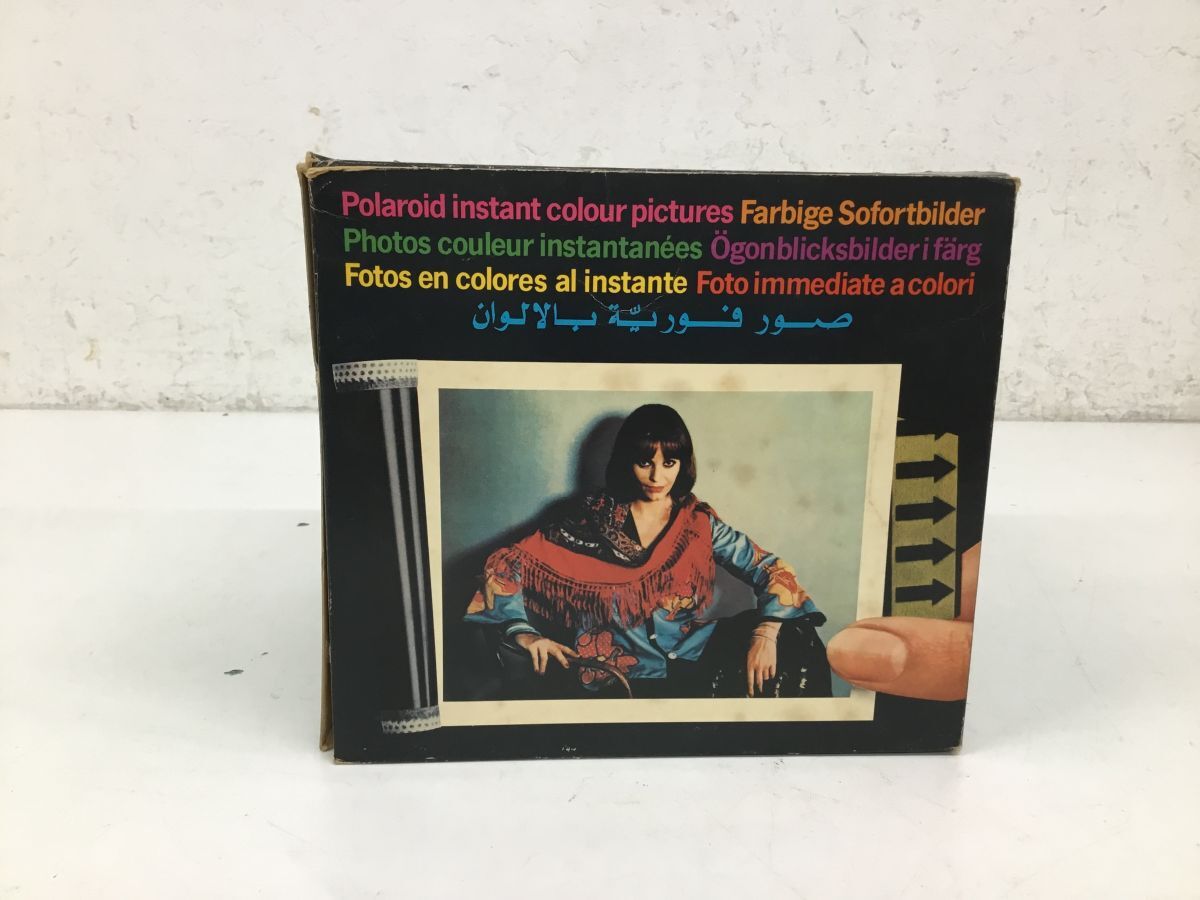 Polaroid instant colour pictures Farbige Sofortbilder
Photos couleur instantanées Ögonblicksbilder i färg
Fotos en colores al instante Foto immediate a colori
صور فوريّة بالالوان